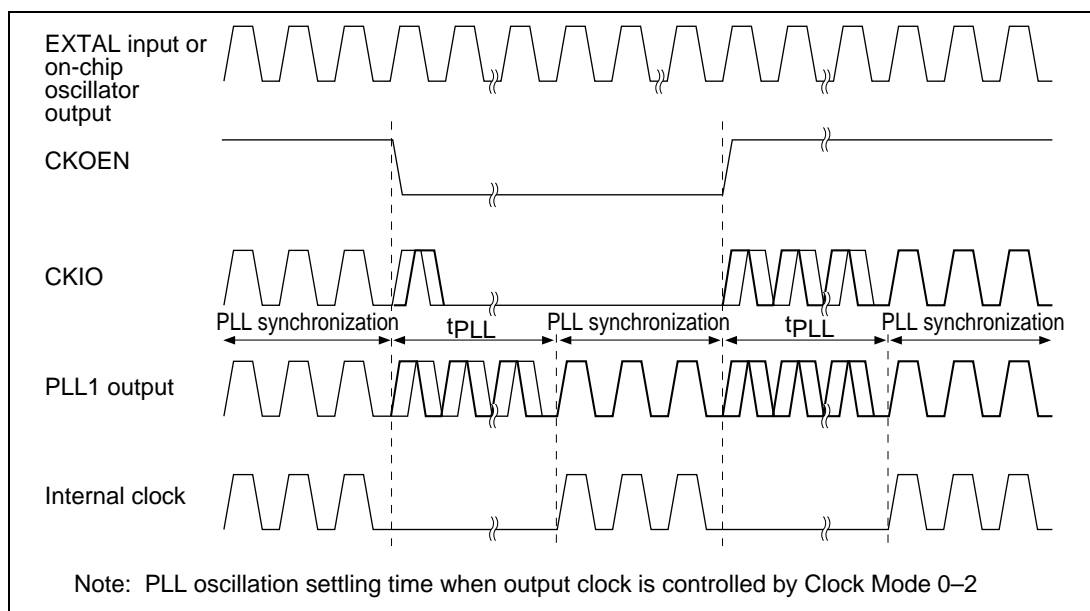 EXTAL input or
on-chip
oscillator
output
CKOEN
CKIO
PLL synchronization
tPLL
PLL synchronization
tPLL
PLL synchronization
PLL1 output
Internal clock
Note: PLL oscillation settling time when output clock is controlled by Clock Mode 0–2